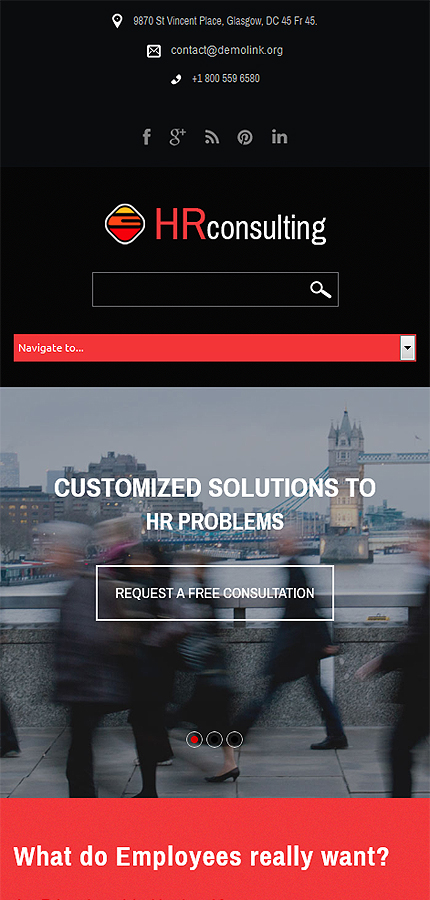 9870 St Vincent Place, Glasgow, DC 45 Fr 45.
contact@demolink.org
+1 800 559 6580
HRconsulting
Navigate to...
CUSTOMIZED SOLUTIONS TO
HR PROBLEMS
REQUEST A FREE CONSULTATION
What do Employees really want?